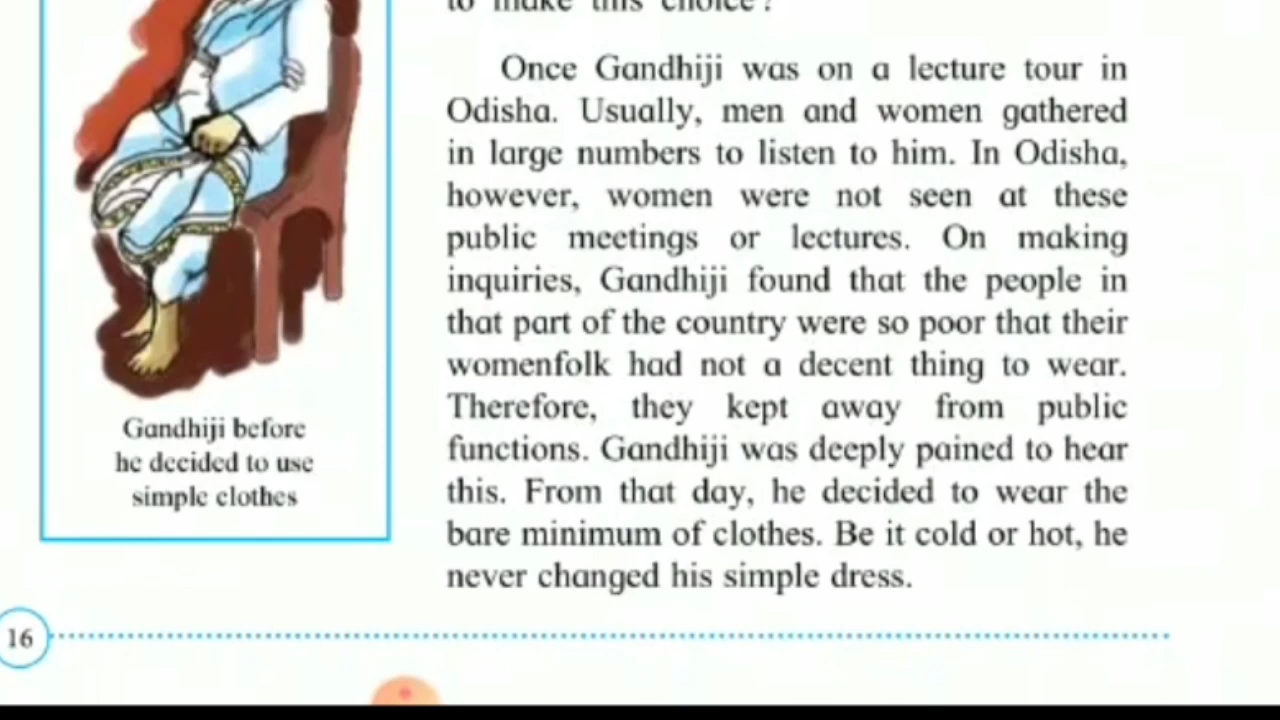 to make this choice?
Once Gandhiji was on a lecture tour in
Odisha. Usually, men and women gathered
in large numbers to listen to him. In Odisha,
however, women were not seen at these
public meetings or lectures. On making
inquiries, Gandhiji found that the people in
that part of the country were so poor that their
womenfolk had not a decent thing to wear.
Therefore, they kept away from public
functions. Gandhiji was deeply pained to hear
this. From that day, he decided to wear the
bare minimum of clothes. Be it cold or hot, he
never changed his simple dress.
Gandhiji before
he decided to use
simple clothes
16